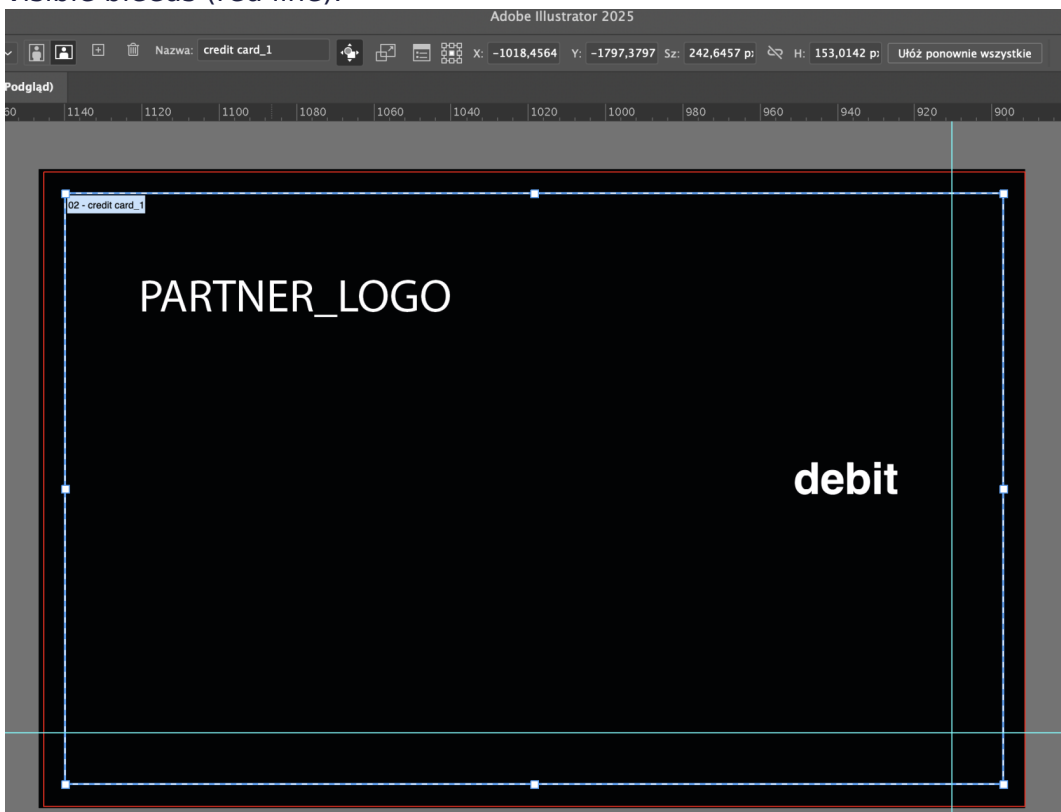 Visible bleeds (red line).
Adobe Illustrator 2025
Nazwa: credit card_1 X: -1018,4564 Y: -1797,3797 Sz: 242,6457 p H: 153,0142 p Ułóż ponownie wszystkie
Podgląd)
60 1140 1120 1100 1080 1060 1040 1020 1000 980 960 940 920 900
02 - credit card_1
PARTNER_LOGO
debit